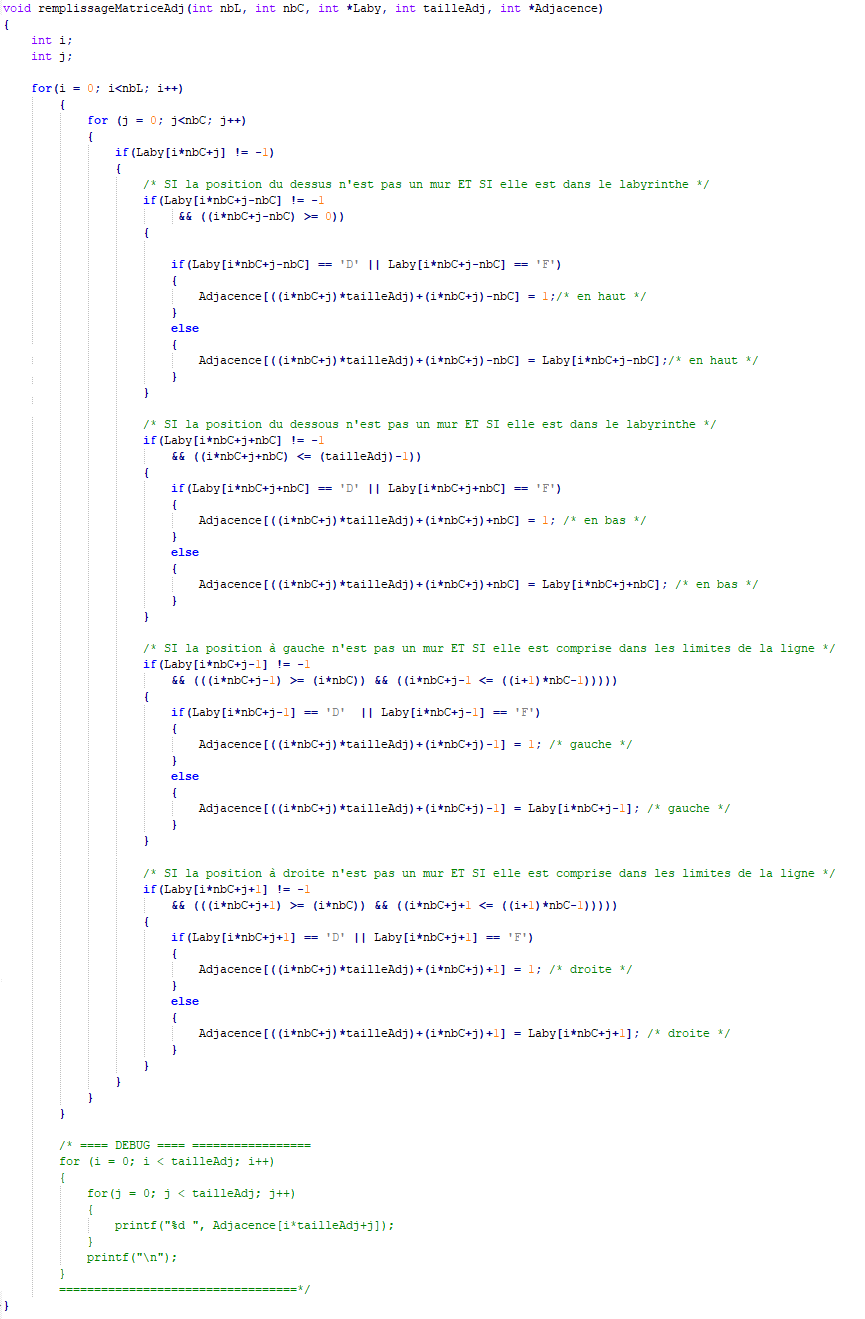 void remplissageMatriceAdj(int nbL, int nbC, int *Laby, int tailleAdj, int *Adjacence)
{
    int i;
    int j;

    for(i = 0; i<nbL; i++)
        {
            for (j = 0; j<nbC; j++)
            {
                if(Laby[i*nbC+j] != -1)
                {
                    /* SI la position du dessus n'est pas un mur ET SI elle est dans le labyrinthe */
                    if(Laby[i*nbC+j-nbC] != -1
                         && ((i*nbC+j-nbC) >= 0))
                    {

                        if(Laby[i*nbC+j-nbC] == 'D' || Laby[i*nbC+j-nbC] == 'F')
                        {
                            Adjacence[((i*nbC+j)*tailleAdj)+(i*nbC+j)-nbC] = 1;/* en haut */
                        }
                        else
                        {
                            Adjacence[((i*nbC+j)*tailleAdj)+(i*nbC+j)-nbC] = Laby[i*nbC+j-nbC];/* en haut */
                        }
                    }

                    /* SI la position du dessous n'est pas un mur ET SI elle est dans le labyrinthe */
                    if(Laby[i*nbC+j+nbC] != -1
                        && ((i*nbC+j+nbC) <= (tailleAdj)-1))
                    {
                        if(Laby[i*nbC+j+nbC] == 'D' || Laby[i*nbC+j+nbC] == 'F')
                        {
                            Adjacence[((i*nbC+j)*tailleAdj)+(i*nbC+j)+nbC] = 1; /* en bas */
                        }
                        else
                        {
                            Adjacence[((i*nbC+j)*tailleAdj)+(i*nbC+j)+nbC] = Laby[i*nbC+j+nbC]; /* en bas */
                        }
                    }

                    /* SI la position à gauche n'est pas un mur ET SI elle est comprise dans les limites de la ligne */
                    if(Laby[i*nbC+j-1] != -1
                        && (((i*nbC+j-1) >= (i*nbC)) && ((i*nbC+j-1 <= ((i+1)*nbC-1)))))
                    {
                        if(Laby[i*nbC+j-1] == 'D'  || Laby[i*nbC+j-1] == 'F')
                        {
                            Adjacence[((i*nbC+j)*tailleAdj)+(i*nbC+j)-1] = 1; /* gauche */
                        }
                        else
                        {
                            Adjacence[((i*nbC+j)*tailleAdj)+(i*nbC+j)-1] = Laby[i*nbC+j-1]; /* gauche */
                        }
                    }

                    /* SI la position à droite n'est pas un mur ET SI elle est comprise dans les limites de la ligne */
                    if(Laby[i*nbC+j+1] != -1
                        && (((i*nbC+j+1) >= (i*nbC)) && ((i*nbC+j+1 <= ((i+1)*nbC-1)))))
                    {
                        if(Laby[i*nbC+j+1] == 'D' || Laby[i*nbC+j+1] == 'F')
                        {
                            Adjacence[((i*nbC+j)*tailleAdj)+(i*nbC+j)+1] = 1; /* droite */
                        }
                        else
                        {
                            Adjacence[((i*nbC+j)*tailleAdj)+(i*nbC+j)+1] = Laby[i*nbC+j+1]; /* droite */
                        }
                    }
                }
            }
        }

        /* ==== DEBUG ==== =================
        for (i = 0; i < tailleAdj; i++)
        {
            for(j = 0; j < tailleAdj; j++)
            {
                printf("%d ", Adjacence[i*tailleAdj+j]);
            }
            printf("\n");
        }
        ==================================*/
}